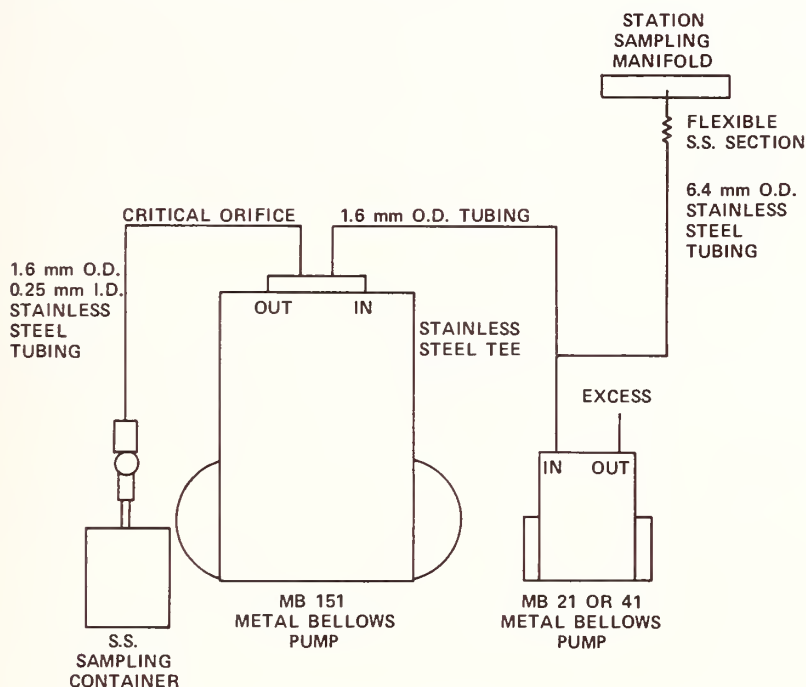 STATION
SAMPLING
MANIFOLD
FLEXIBLE
S.S. SECTION
6.4 mm O.D.
STAINLESS
STEEL
TUBING
CRITICAL ORIFICE
1.6 mm O.D. TUBING
1.6 mm O.D.
0.25 mm I.D.
STAINLESS
STEEL
TUBING
OUT
IN
STAINLESS
STEEL TEE
EXCESS
IN
OUT
MB 151
METAL BELLOWS
PUMP
MB 21 OR 41
METAL BELLOWS
PUMP
S.S.
SAMPLING
CONTAINER